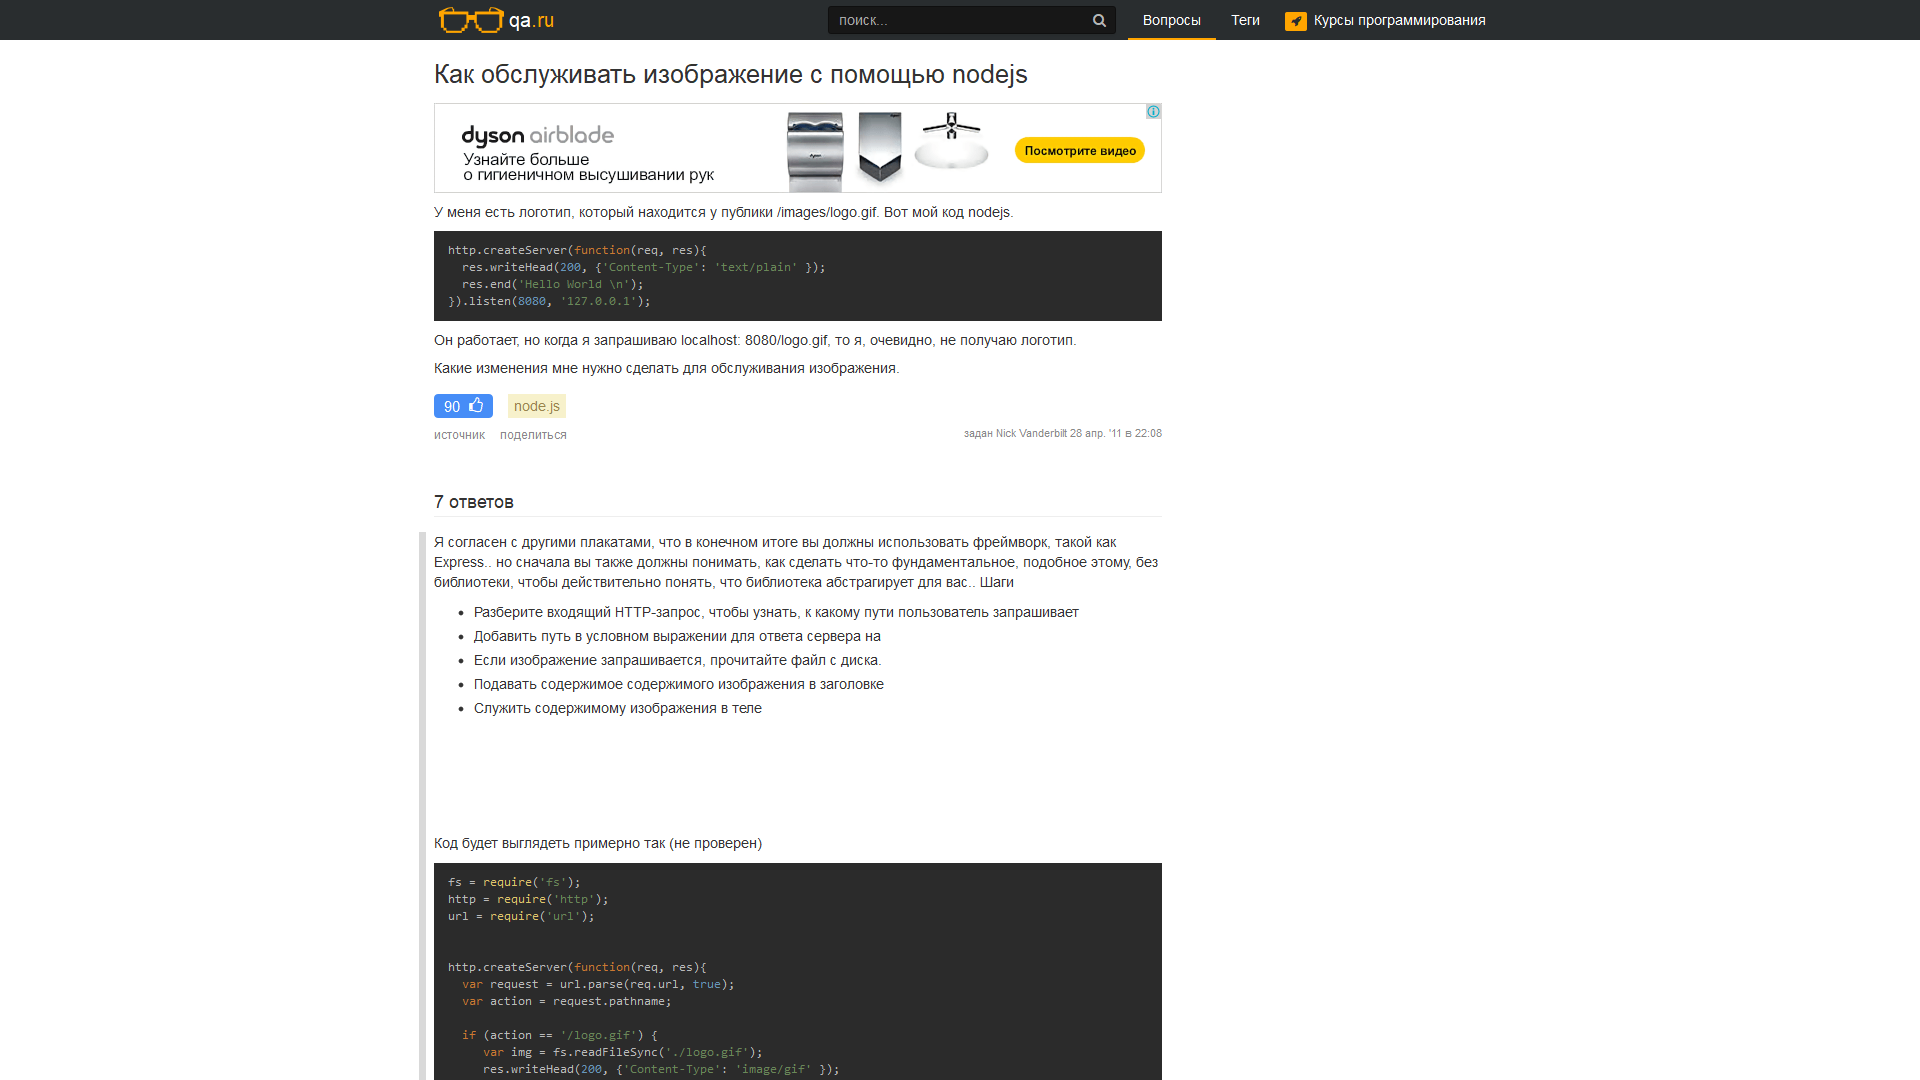 qa.ru
поиск...
Вопросы
Теги
Курсы программирования
Как обслуживать изображение с помощью nodejs
dyson airblade
Узнайте больше
о гигиеничном высушивании рук
Посмотрите видео
У меня есть логотип, который находится у публики /images/logo.gif. Вот мой код nodejs.
http.createServer(function(req, res){
  res.writeHead(200, {'Content-Type': 'text/plain' });
  res.end('Hello World \n');
}).listen(8080, '127.0.0.1');
Он работает, но когда я запрашиваю localhost: 8080/logo.gif, то я, очевидно, не получаю логотип.
Какие изменения мне нужно сделать для обслуживания изображения.
90
node.js
источник поделиться
задан Nick Vanderbilt 28 апр. '11 в 22:08
7 ответов
Я согласен с другими плакатами, что в конечном итоге вы должны использовать фреймворк, такой как
Express.. но сначала вы также должны понимать, как сделать что-то фундаментальное, подобное этому, без
библиотеки, чтобы действительно понять, что библиотека абстрагирует для вас.. Шаги
• Разберите входящий HTTP-запрос, чтобы узнать, к какому пути пользователь запрашивает
• Добавить путь в условном выражении для ответа сервера на
• Если изображение запрашивается, прочитайте файл с диска.
• Подавать содержимое содержимого изображения в заголовке
• Служить содержимому изображения в теле
Код будет выглядеть примерно так (не проверен)
fs = require('fs');
http = require('http');
url = require('url');
http.createServer(function(req, res){
  var request = url.parse(req.url, true);
  var action = request.pathname;
  if (action == '/logo.gif') {
     var img = fs.readFileSync('./logo.gif');
     res.writeHead(200, {'Content-Type': 'image/gif' });